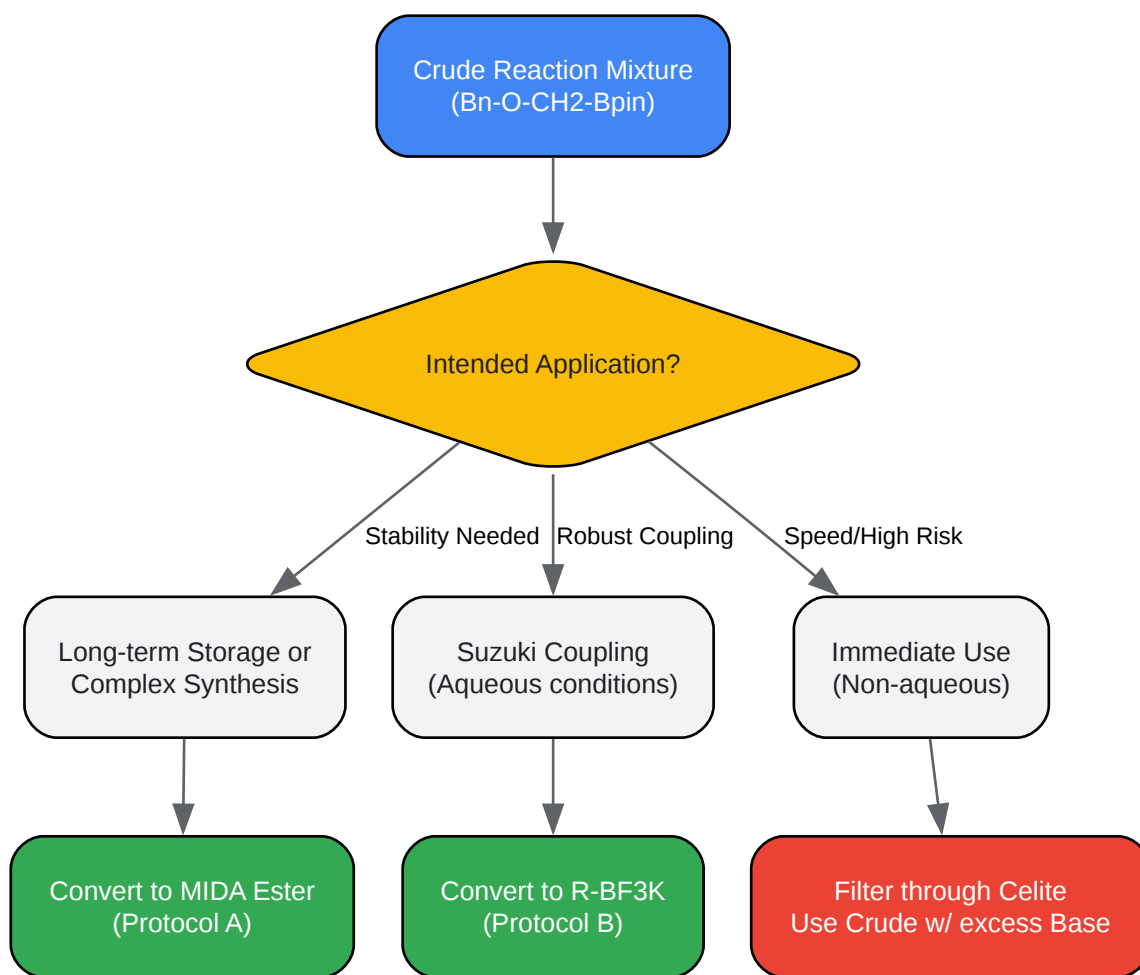 Crude Reaction Mixture
(Bn-O-CH2-Bpin)
Intended Application?
Stability Needed
Robust Coupling
Speed/High Risk
Long-term Storage or
Complex Synthesis
Suzuki Coupling
(Aqueous conditions)
Immediate Use
(Non-aqueous)
Convert to MIDA Ester
(Protocol A)
Convert to R-BF3K
(Protocol B)
Filter through Celite
Use Crude w/ excess Base